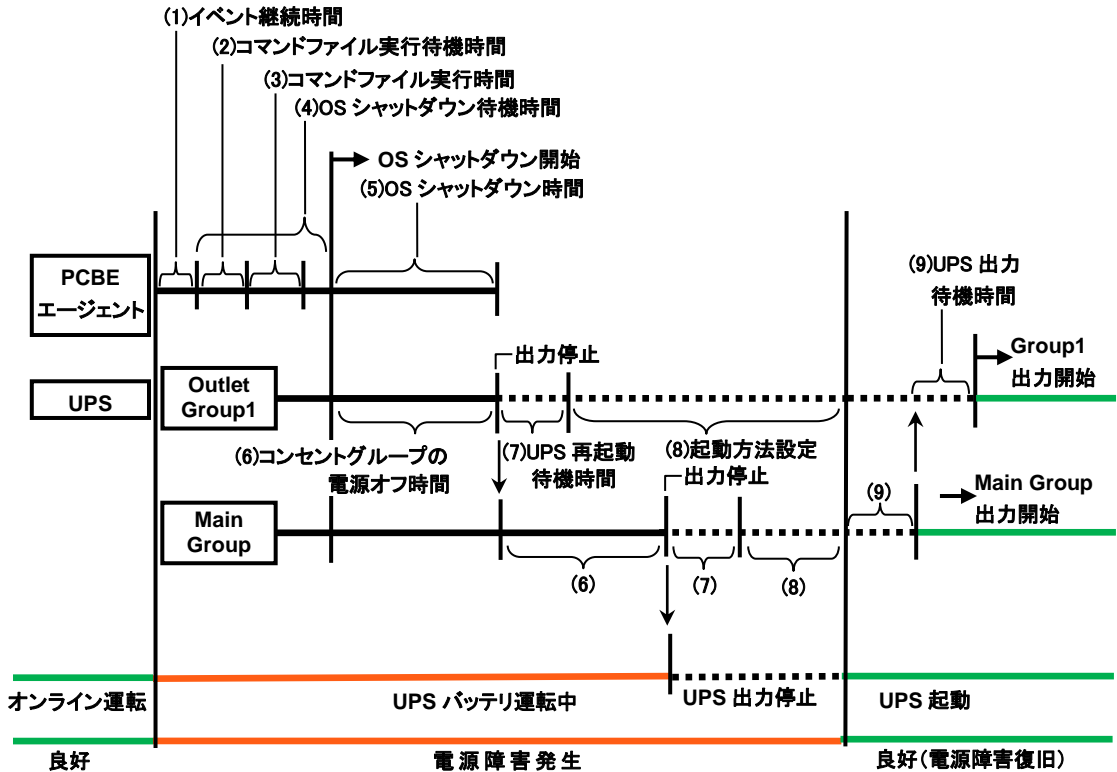 (1)イベント継続時間
(2)コマンドファイル実行待機時間
(3)コマンドファイル実行時間
(4)OS シャットダウン待機時間
OS シャットダウン開始
(5)OS シャットダウン時間
PCBE
エージェント
(9)UPS 出力
待機時間
Group1
出力開始
出力停止
UPS
Outlet
Group1
(6)コンセントグループの
電源オフ時間
(7)UPS 再起動
待機時間
(8)起動方法設定
出力停止
(9)
Main Group
出力開始
Main
Group
(6)
(7)
(8)
オンライン運転
UPS バッテリ運転中
UPS 出力停止
UPS 起動
良好
電源障害発生
良好(電源障害復旧)